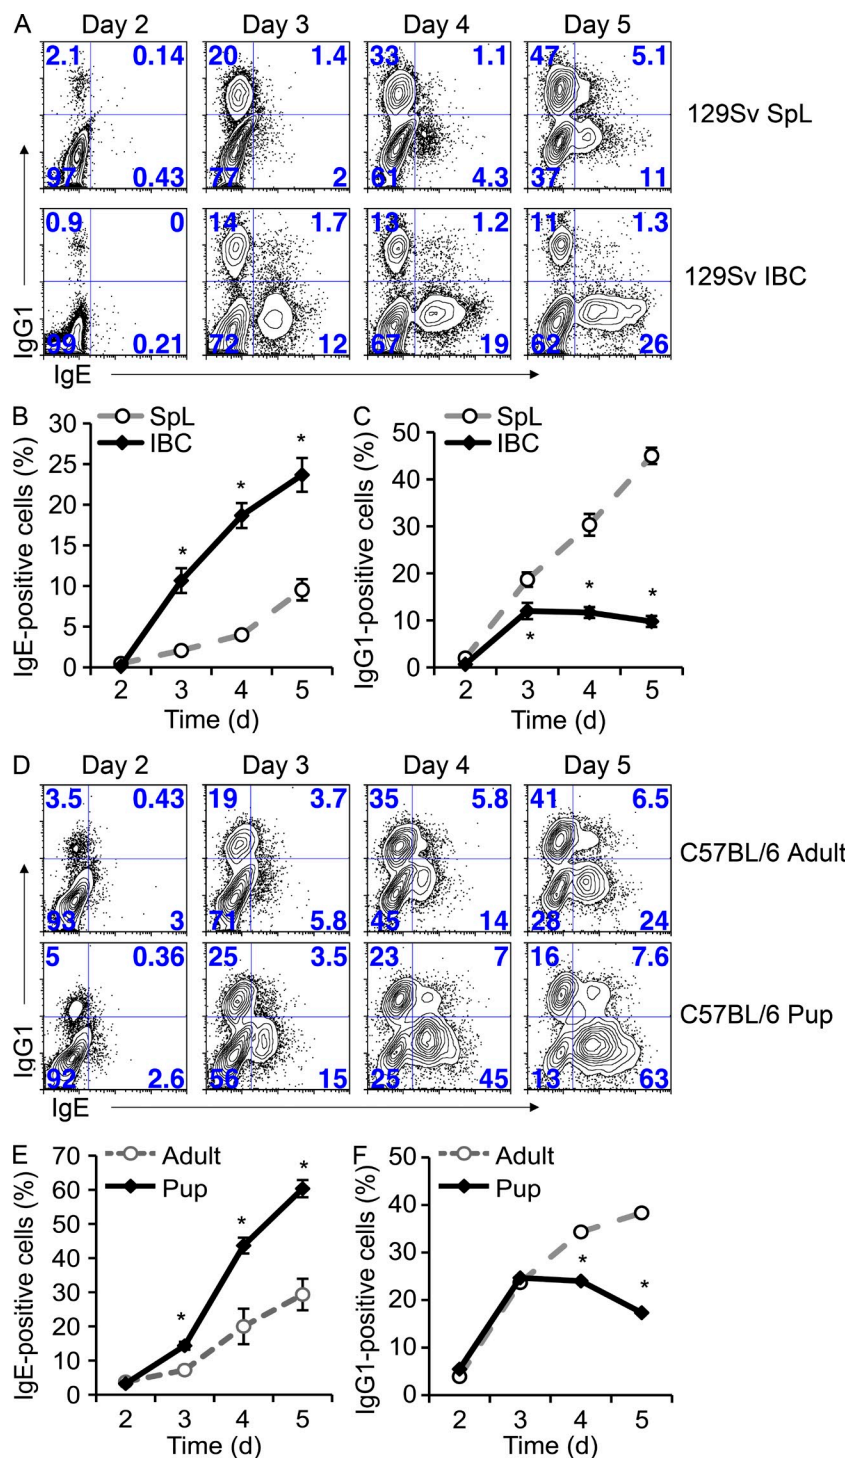 A
Day 2 Day 3 Day 4 Day 5
2.1 0.14 20 1.4 33 1.1 47 5.1
129Sv SpL
97 0.43 77 2 61 4.3 37 11
0.9 0 14 1.7 13 1.2 11 1.3
129Sv IBC
99 0.21 72 12 67 19 62 26
IgG1
IgE
B
SpL
IBC
IgE-positive cells (%)
30
25
20
15
10
5
0
* * *
2 3 4 5
Time (d)
C
SpL
IBC
IgG1-positive cells (%)
50
40
30
20
10
0
* * *
2 3 4 5
Time (d)
D
Day 2 Day 3 Day 4 Day 5
3.5 0.43 19 3.7 35 5.8 41 6.5
C57BL/6 Adult
93 3 71 5.8 45 14 28 24
5 0.36 25 3.5 23 7 16 7.6
C57BL/6 Pup
92 2.6 56 15 25 45 13 63
IgG1
IgE
E
Adult
Pup
IgE-positive cells (%)
70
60
50
40
30
20
10
0
* * *
2 3 4 5
Time (d)
F
Adult
Pup
IgG1-positive cells (%)
50
40
30
20
10
0
* *
2 3 4 5
Time (d)